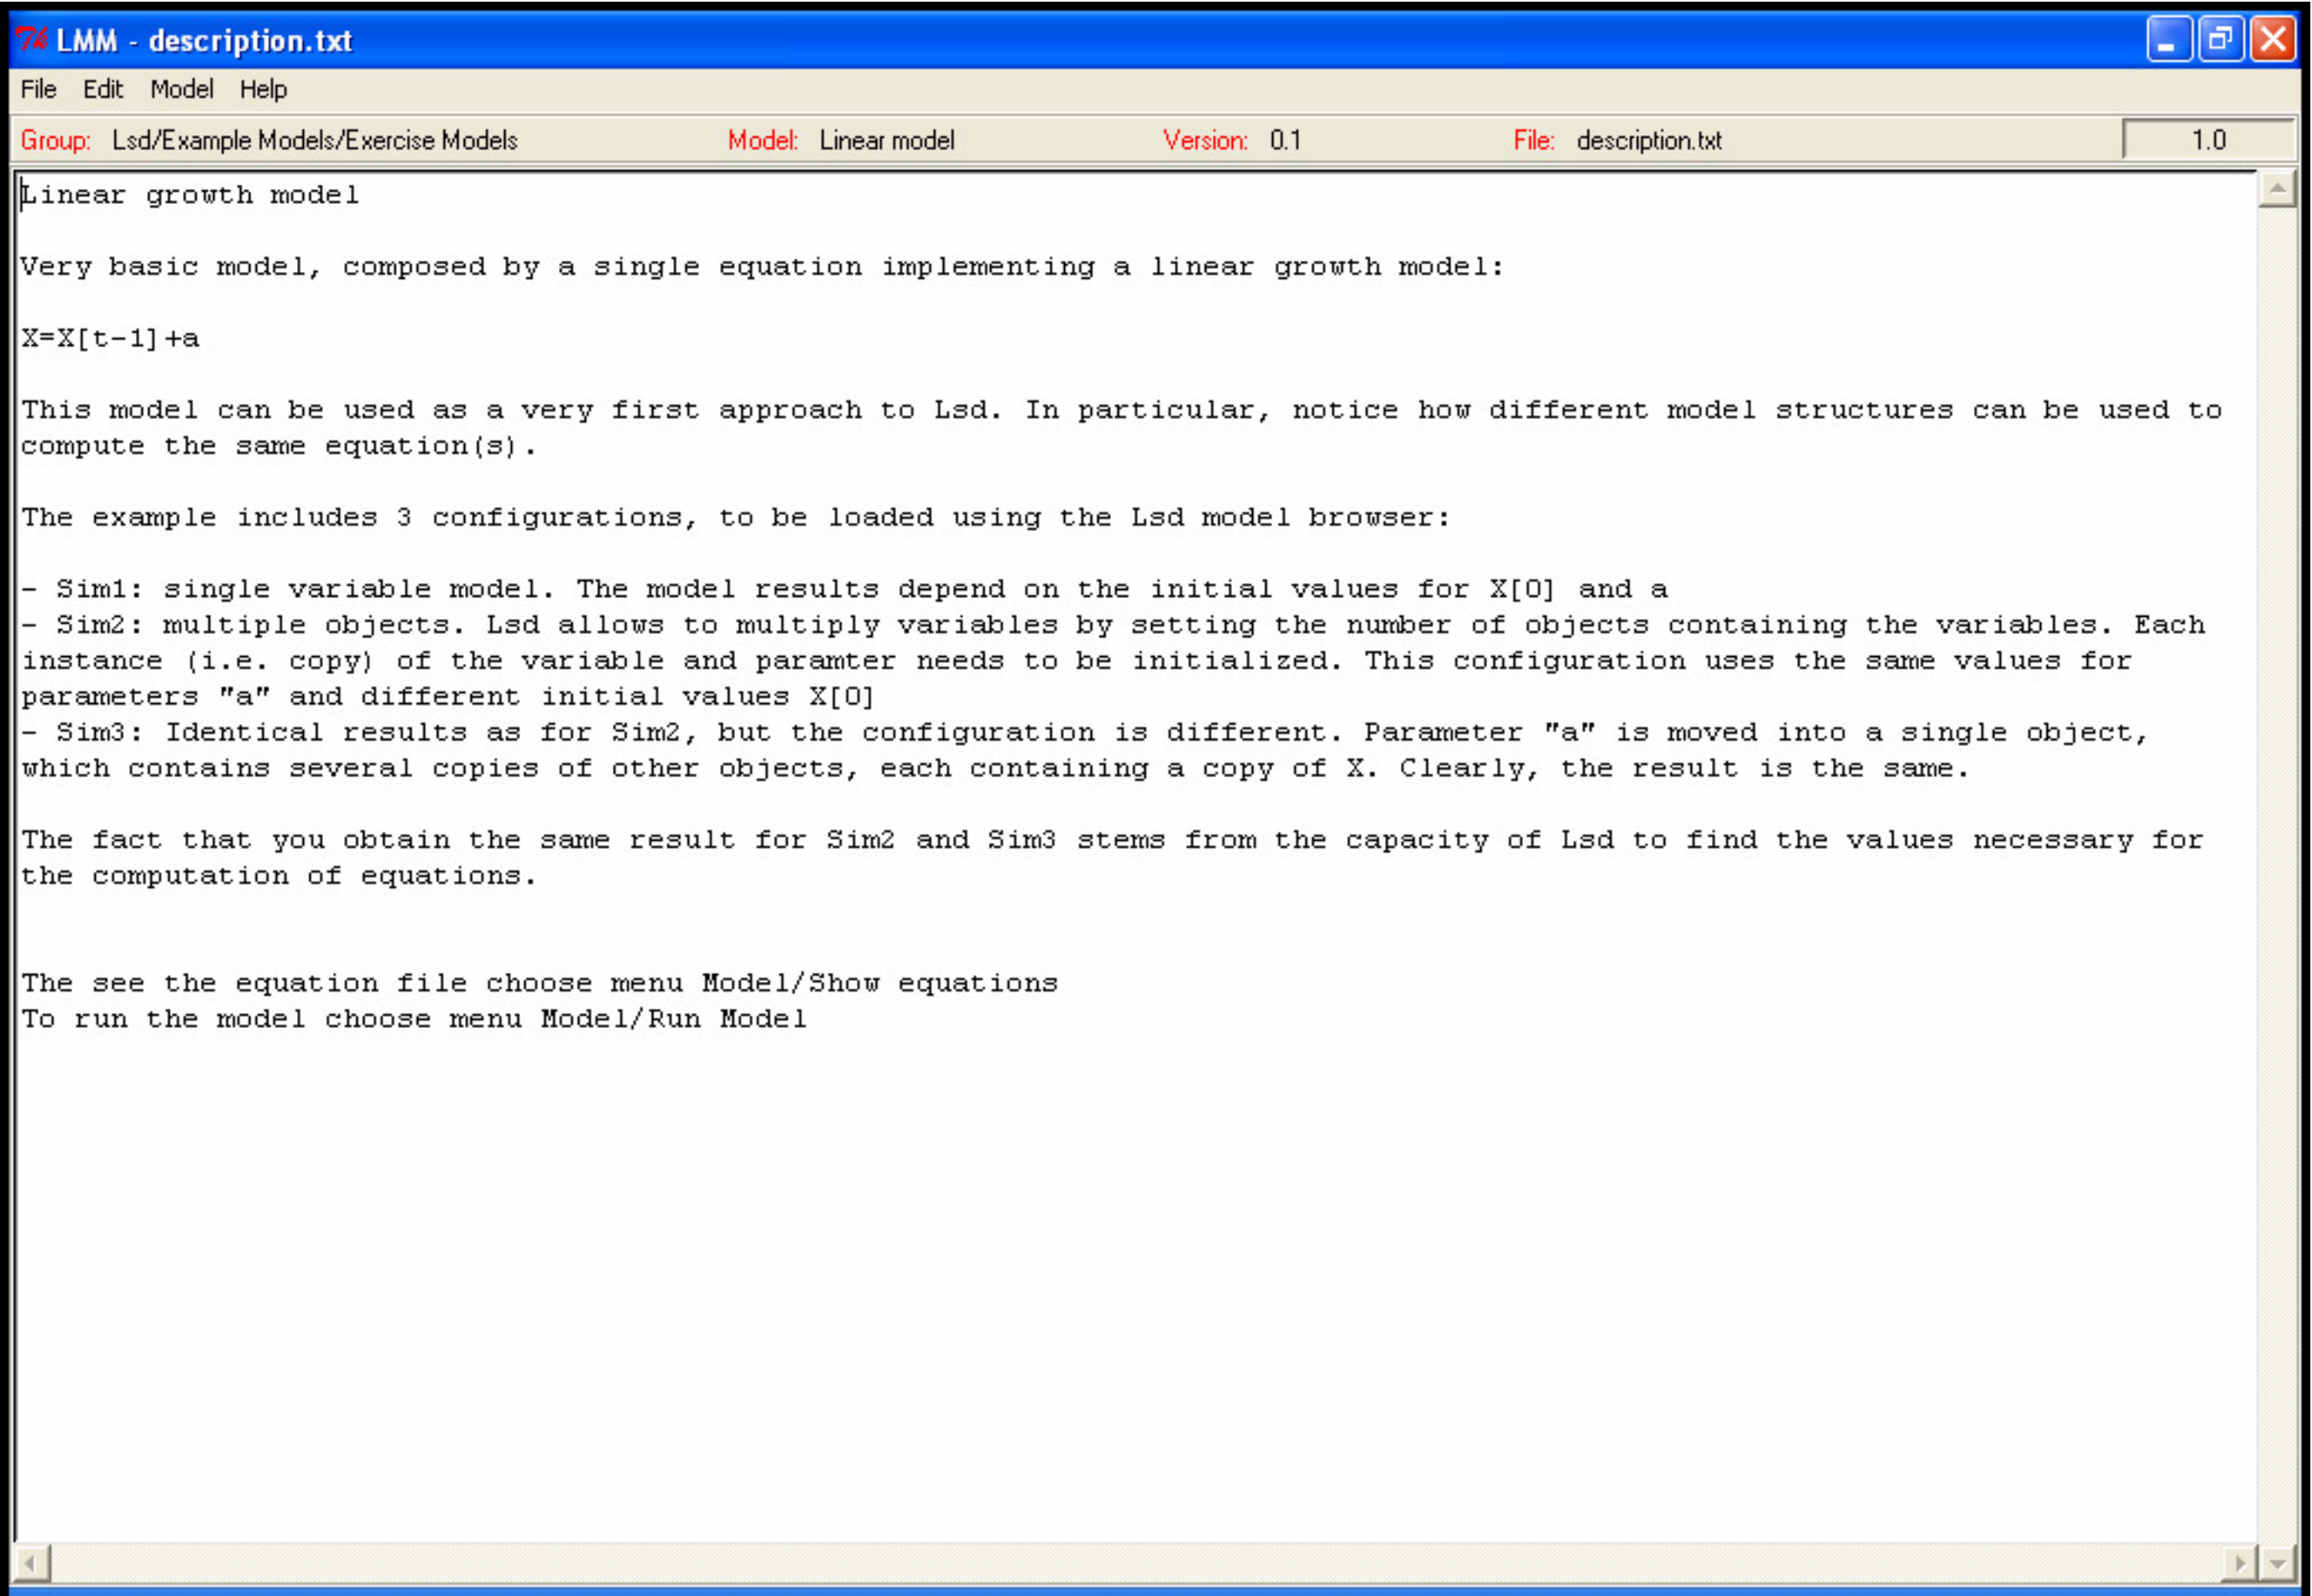 LMM - description.txt
File Edit Model Help
Group: Lsd/Example Models/Exercise Models Model: Linear model Version: 0.1 File: description.txt 1.0
Linear growth model
Very basic model, composed by a single equation implementing a linear growth model:
X=X[t-1]+a
This model can be used as a very first approach to Lsd. In particular, notice how different model structures can be used to
compute the same equation(s).
The example includes 3 configurations, to be loaded using the Lsd model browser:
- Sim1: single variable model. The model results depend on the initial values for X[0] and a
- Sim2: multiple objects. Lsd allows to multiply variables by setting the number of objects containing the variables. Each
instance (i.e. copy) of the variable and paramter needs to be initialized. This configuration uses the same values for
parameters "a" and different initial values X[0]
- Sim3: Identical results as for Sim2, but the configuration is different. Parameter "a" is moved into a single object,
which contains several copies of other objects, each containing a copy of X. Clearly, the result is the same.
The fact that you obtain the same result for Sim2 and Sim3 stems from the capacity of Lsd to find the values necessary for
the computation of equations.
The see the equation file choose menu Model/Show equations
To run the model choose menu Model/Run Model